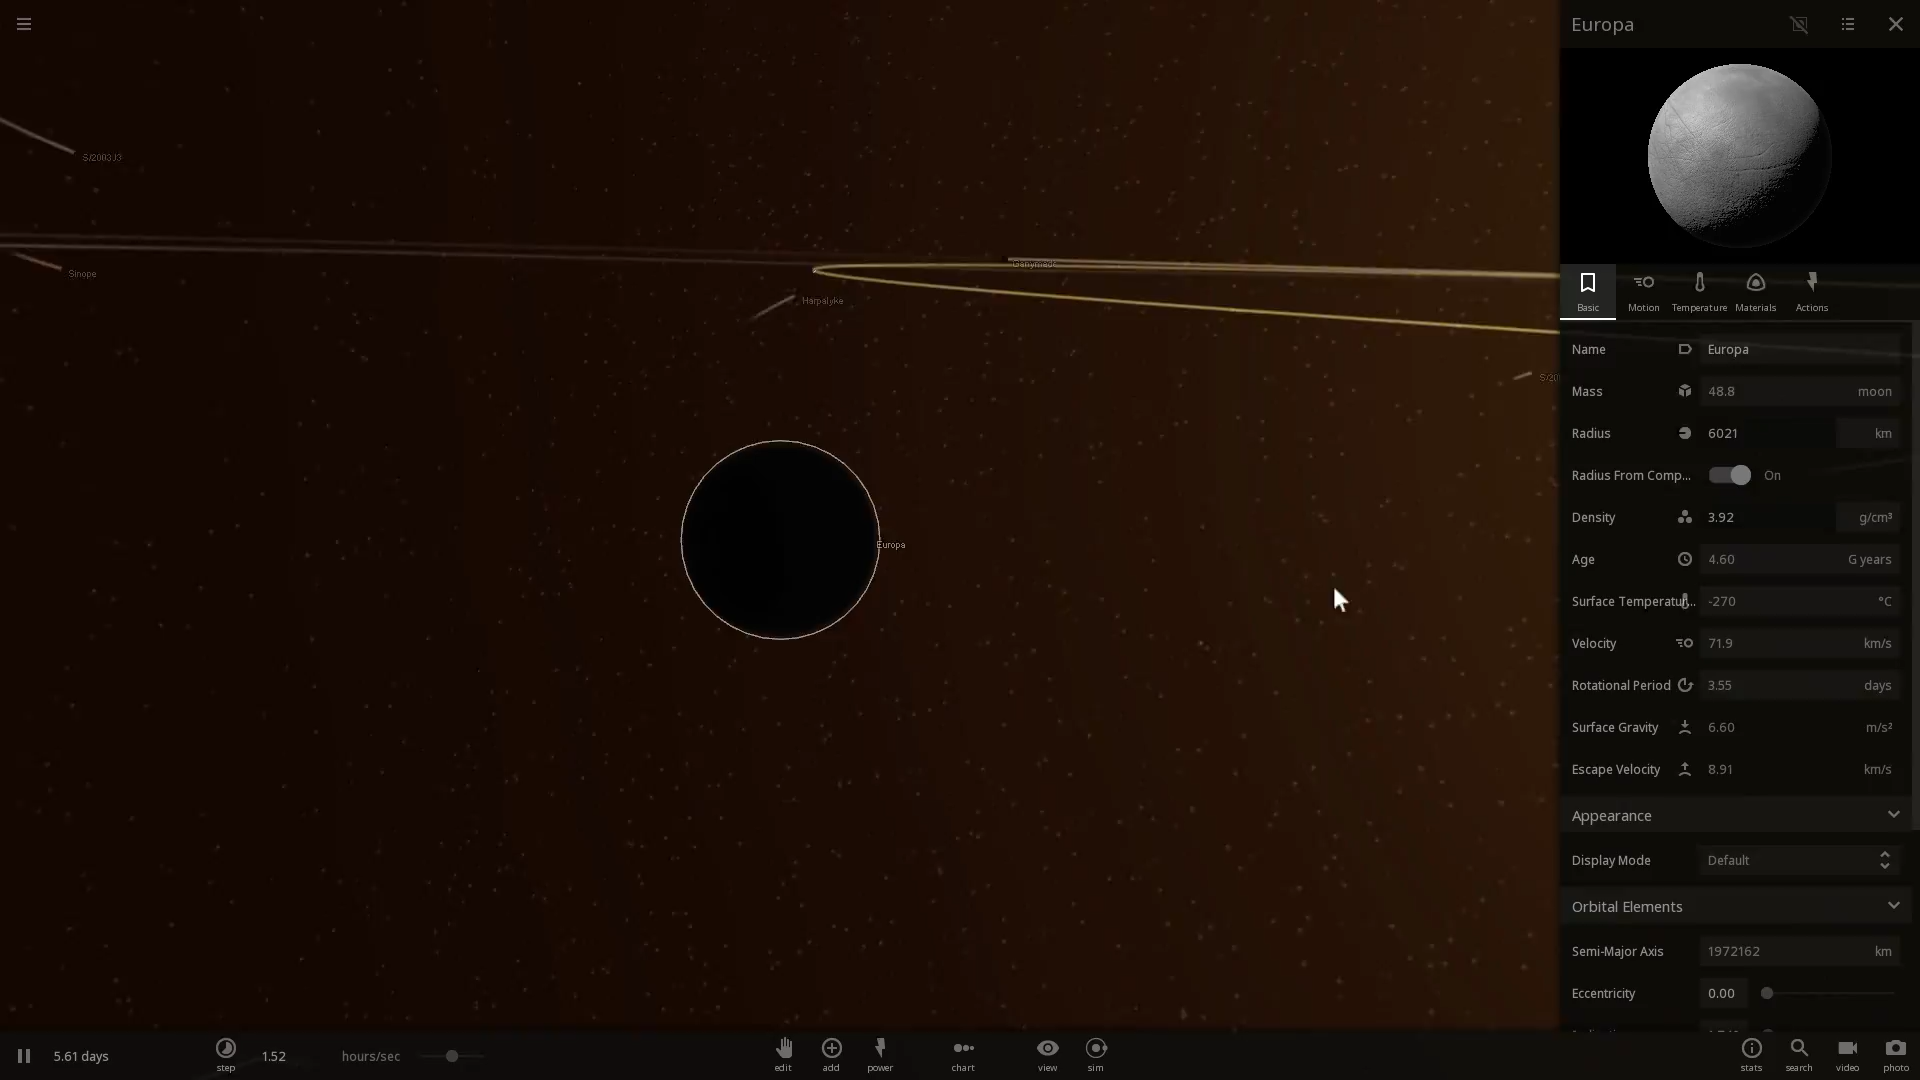 Europa
S/2003 J3
Sinope
Harpalyke
Ganymede
Europa
Basic
Motion
Temperature
Materials
Actions
Name Europa
Mass 48.8 moon
Radius 6021 km
Radius From Comp... On
Density 3.92 g/cm³
Age 4.60 G years
Surface Temperatur... -270 °C
Velocity 71.9 km/s
Rotational Period 3.55 days
Surface Gravity 6.60 m/s²
Escape Velocity 8.91 km/s
Appearance
Display Mode Default
Orbital Elements
Semi-Major Axis 1972162 km
Eccentricity 0.00
5.61 days
step
1.52 hours/sec
edit
add
power
chart
view
sim
stats
search
video
photo